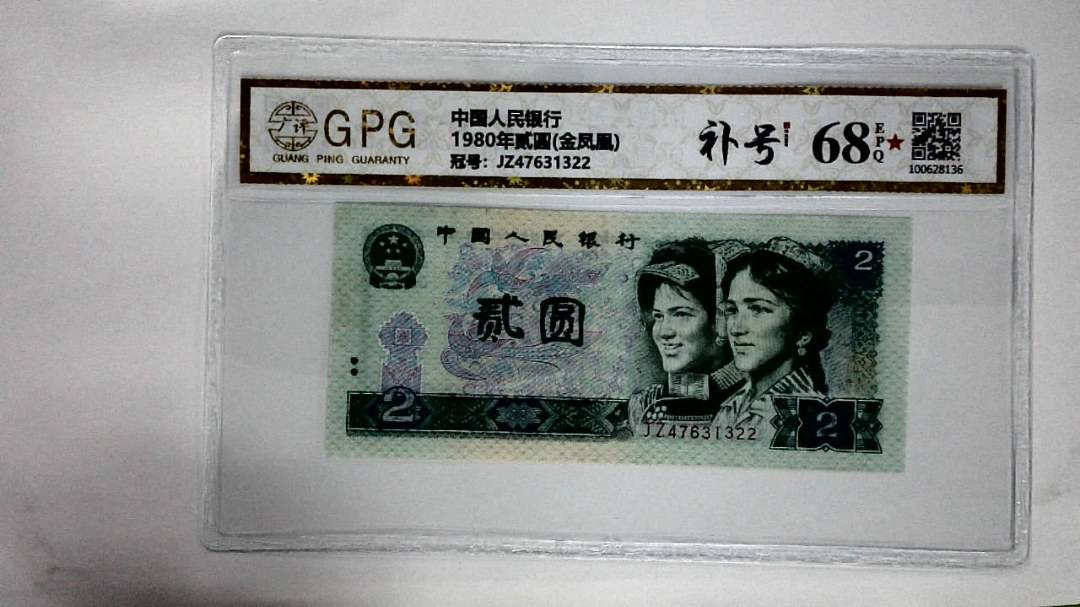 广评
GPG
GUANG PING GUARANTY
中国人民银行
1980年贰圆(金凤凰)
冠号: JZ47631322
补号
68
EPQ
100628136
中国人民银行
贰圆
2
2
2
JZ47631322